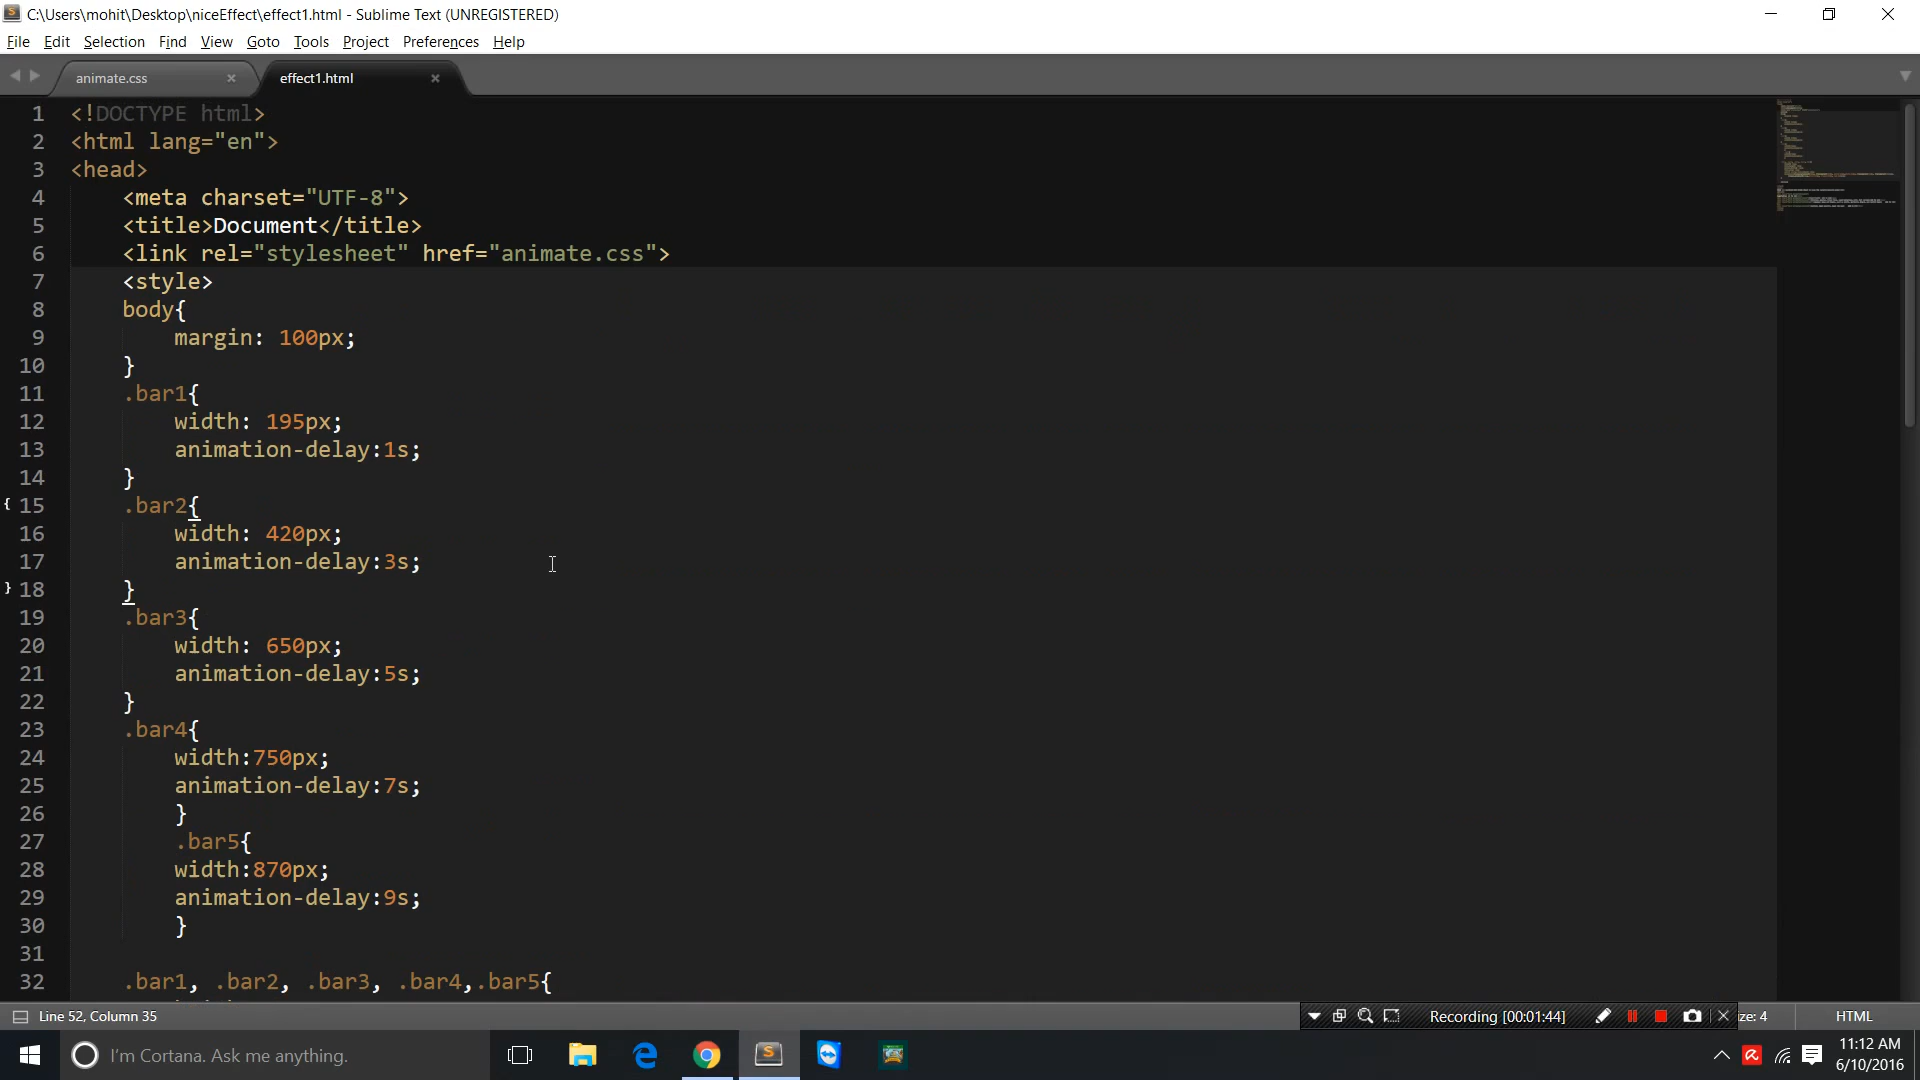 C:\Users\mohit\Desktop\niceEffect\effect1.html - Sublime Text (UNREGISTERED)
File Edit Selection Find View Goto Tools Project Preferences Help
animate.css × effect1.html ×
1 <!DOCTYPE html>
2 <html lang="en">
3 <head>
4 <meta charset="UTF-8">
5 <title>Document</title>
6 <link rel="stylesheet" href="animate.css">
7 <style>
8 body{
9 margin: 100px;
10 }
11 .bar1{
12 width: 195px;
13 animation-delay:1s;
14 }
{ 15 .bar2{
16 width: 420px;
17 animation-delay:3s;
} 18 }
19 .bar3{
20 width: 650px;
21 animation-delay:5s;
22 }
23 .bar4{
24 width:750px;
25 animation-delay:7s;
26 }
27 .bar5{
28 width:870px;
29 animation-delay:9s;
30 }
31
32 .bar1, .bar2, .bar3, .bar4,.bar5{
Line 52, Column 35 Recording [00:01:44] ze: 4 HTML
I'm Cortana. Ask me anything. 11:12 AM
6/10/2016